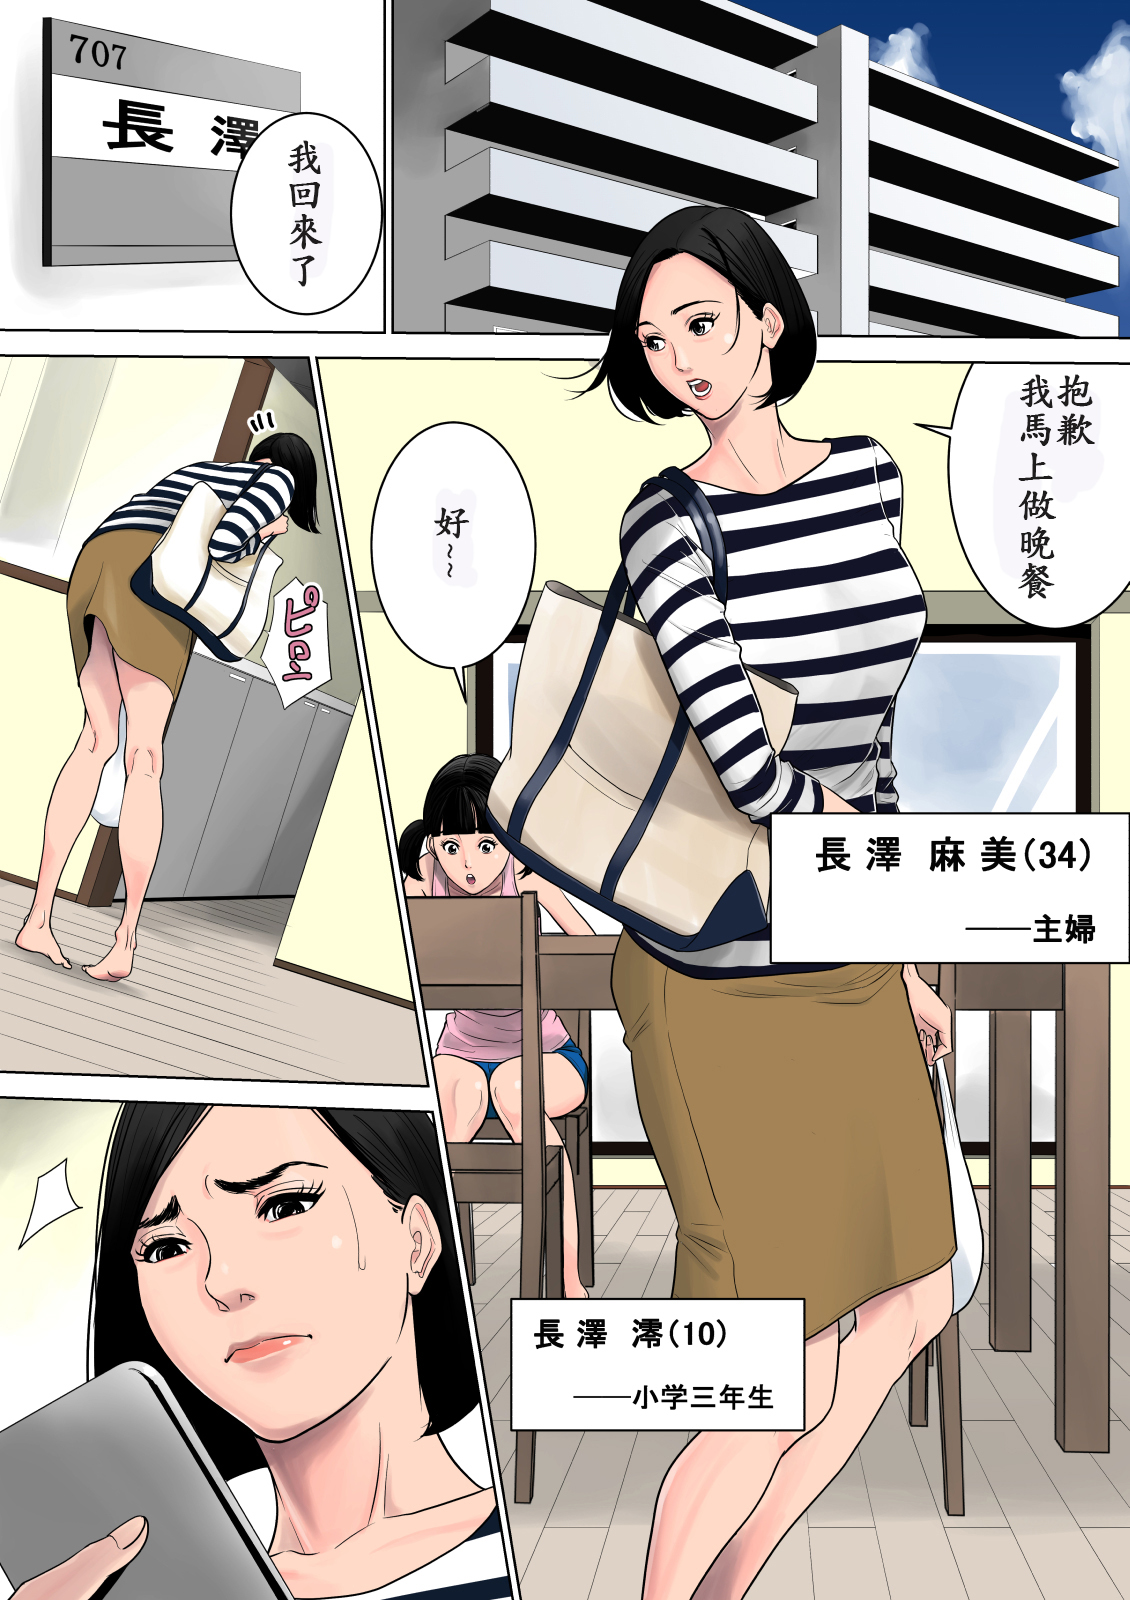 707
長澤
我回來了
抱歉
我馬上做晚餐
好~~
長澤 麻美(34)
——主婦
ピロン
長澤 澪(10)
——小学三年生